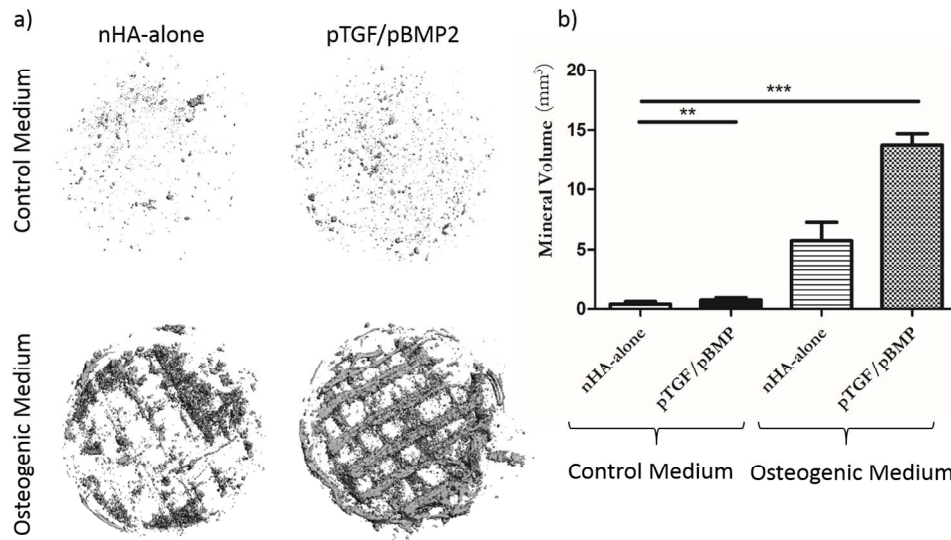 a)
nHA-alone
pTGF/pBMP2
Control Medium
Osteogenic Medium
b)
Mineral Volume (mm³)
20
15
10
5
0
**
***
nHA-alone
pTGF/pBMP
nHA-alone
pTGF/pBMP
Control Medium
Osteogenic Medium